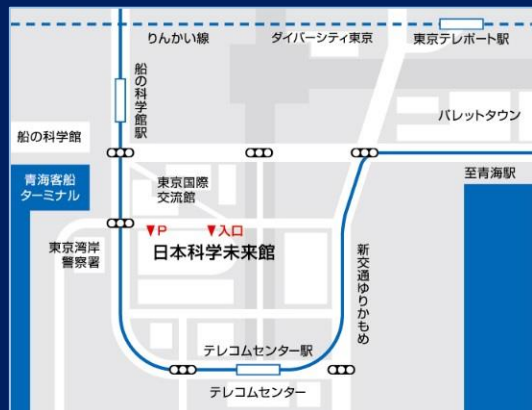 りんかい線
ダイバーシティ東京
東京テレポート駅
船の科学館駅
パレットタウン
船の科学館
青海客船
ターミナル
東京国際
交流館
至青海駅
P
入口
日本科学未来館
東京湾岸
警察署
新交通ゆりかもめ
テレコムセンター駅
テレコムセンター